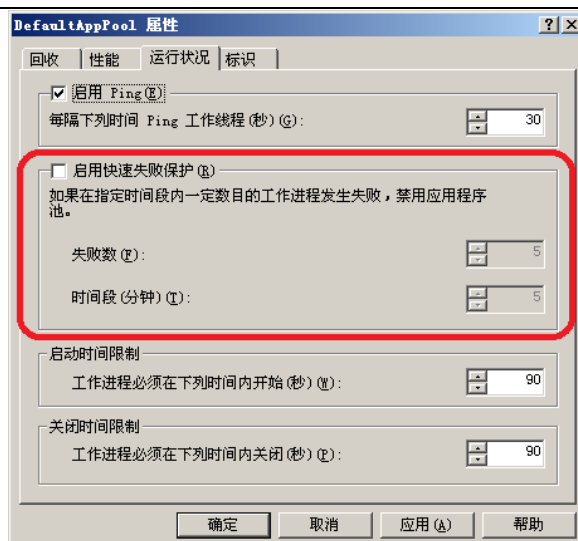 DefaultAppPool 属性
回收 性能 运行状况 标识
启用 Ping(E)
每隔下列时间 Ping 工作线程(秒)(G): 30
启用快速失败保护(R)
如果在指定时间段内一定数目的工作进程发生失败，禁用应用程序
池。
失败数(F): 5
时间段(分钟)(T): 5
启动时间限制
工作进程必须在下列时间内开始(秒)(W): 90
关闭时间限制
工作进程必须在下列时间内关闭(秒)(P): 90
确定 取消 应用(A) 帮助